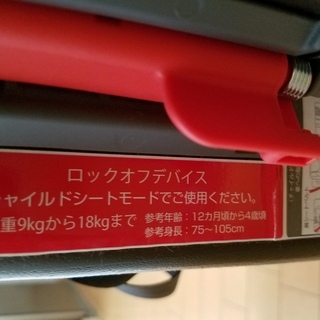 ロックオフデバイス
チャイルドシートモードでご使用ください。
重9kgから18kgまで
参考年齢：12カ月頃から4歳頃
参考身長：75～105cm